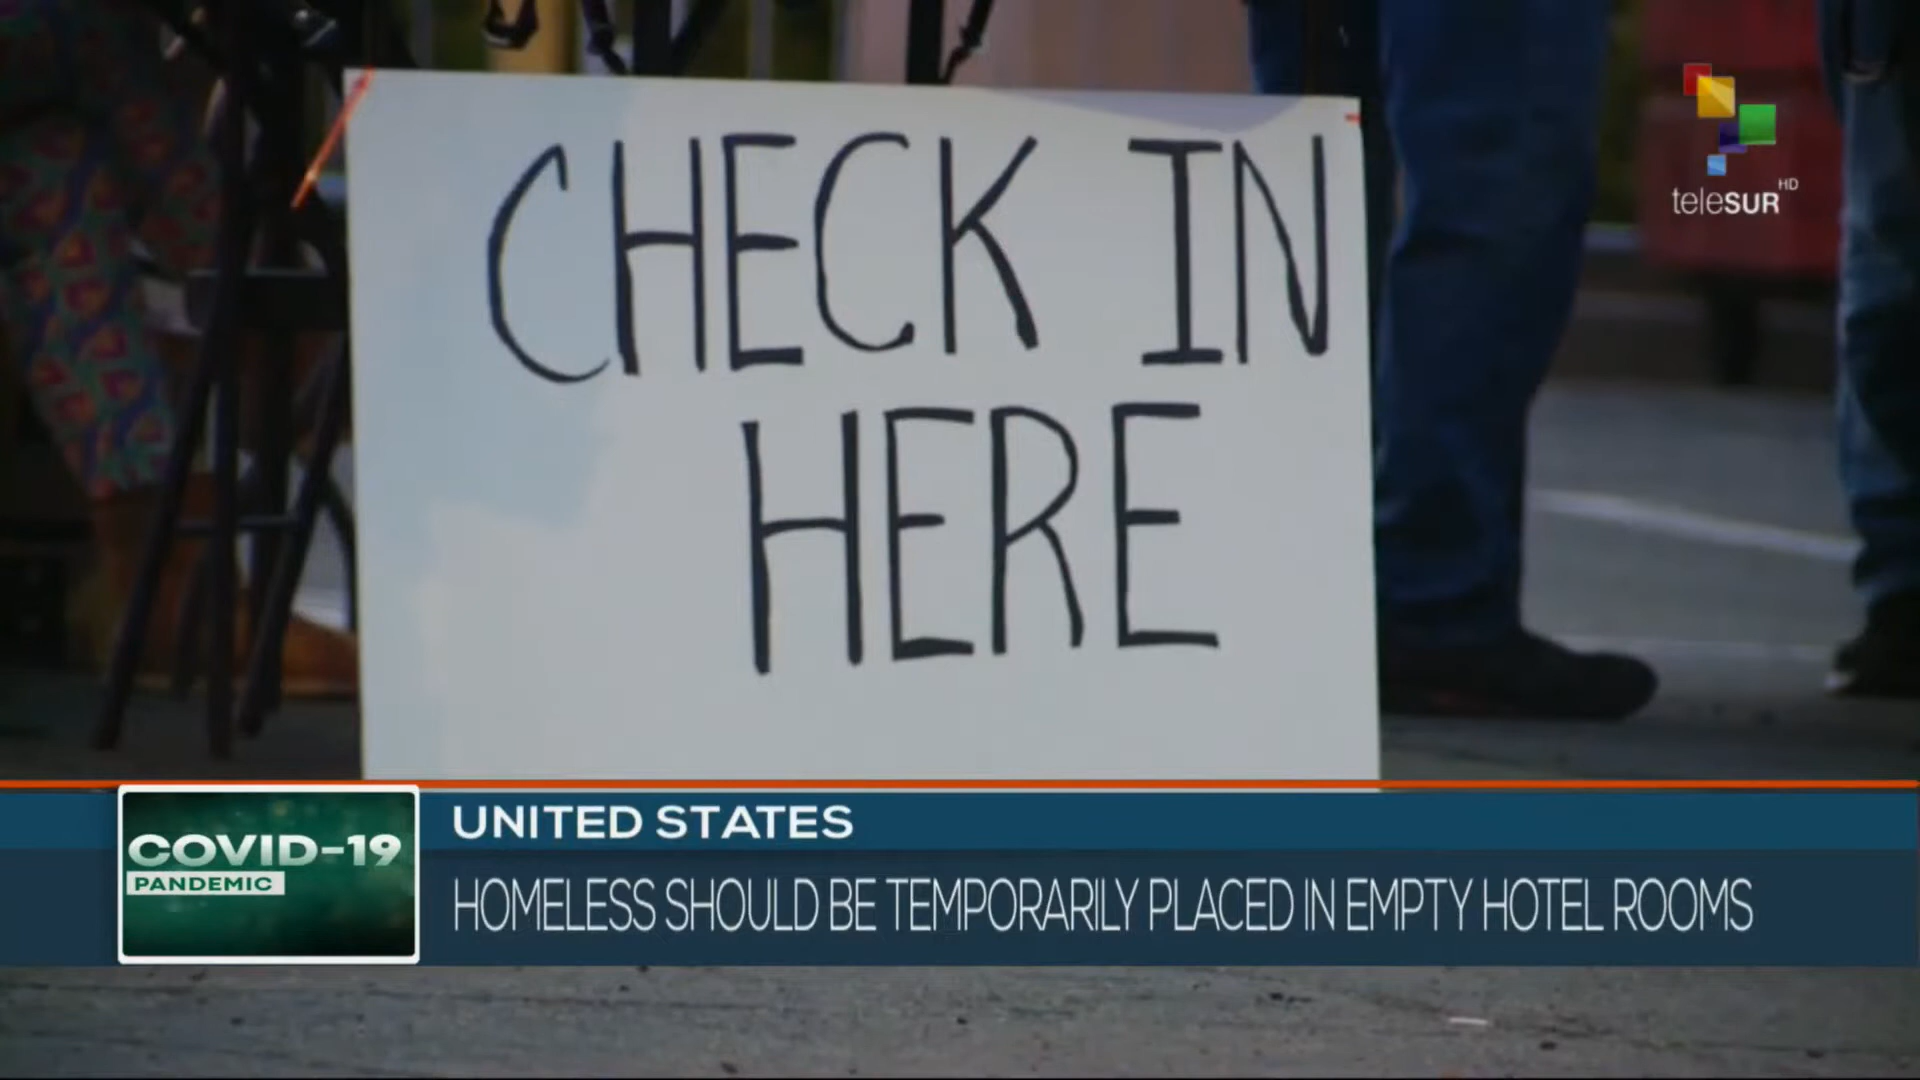 CHECK IN
HERE
teleSUR HD
UNITED STATES
COVID-19
PANDEMIC
HOMELESS SHOULD BE TEMPORARILY PLACED IN EMPTY HOTEL ROOMS